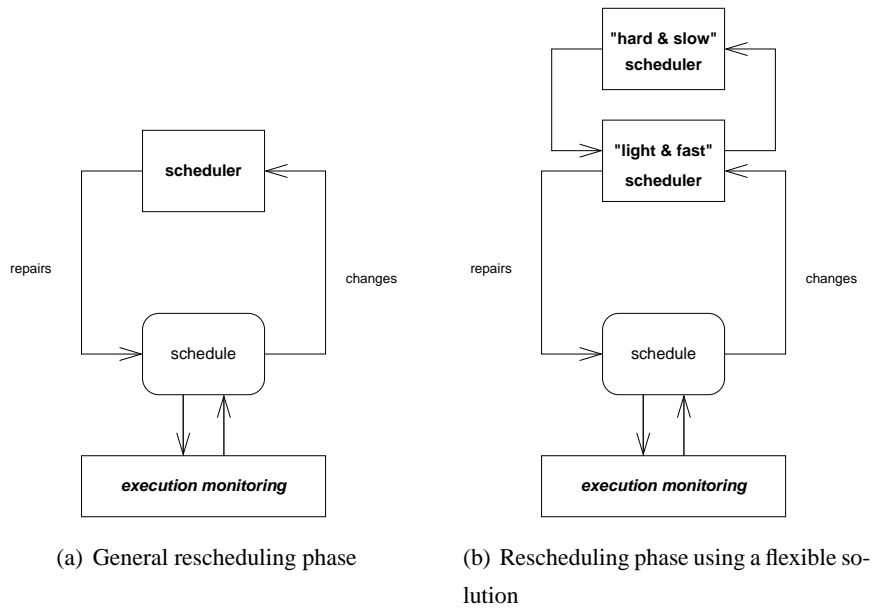 scheduler
repairs
changes
schedule
execution monitoring
(a) General rescheduling phase
"hard & slow"
scheduler
"light & fast"
scheduler
repairs
changes
schedule
execution monitoring
(b) Rescheduling phase using a flexible so-
lution